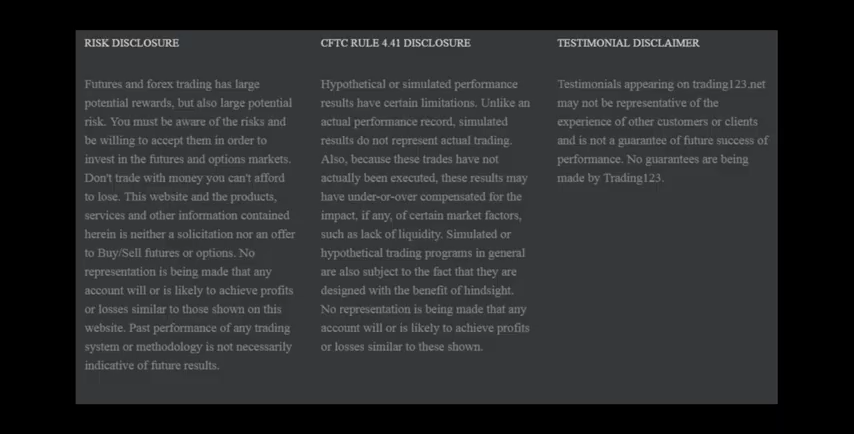 RISK DISCLOSURE
Futures and forex trading has large
potential rewards, but also large potential
risk. You must be aware of the risks and
be willing to accept them in order to
invest in the futures and options markets.
Don't trade with money you can't afford
to lose. This website and the products,
services and other information contained
herein is neither a solicitation nor an offer
to Buy/Sell futures or options. No
representation is being made that any
account will or is likely to achieve profits
or losses similar to those shown on this
website. Past performance of any trading
system or methodology is not necessarily
indicative of future results.
CFTC RULE 4.41 DISCLOSURE
Hypothetical or simulated performance
results have certain limitations. Unlike an
actual performance record, simulated
results do not represent actual trading.
Also, because these trades have not
actually been executed, these results may
have under-or-over compensated for the
impact, if any, of certain market factors,
such as lack of liquidity. Simulated or
hypothetical trading programs in general
are also subject to the fact that they are
designed with the benefit of hindsight.
No representation is being made that any
account will or is likely to achieve profits
or losses similar to these shown.
TESTIMONIAL DISCLAIMER
Testimonials appearing on trading123.net
may not be representative of the
experience of other customers or clients
and is not a guarantee of future success of
performance. No guarantees are being
made by Trading123.